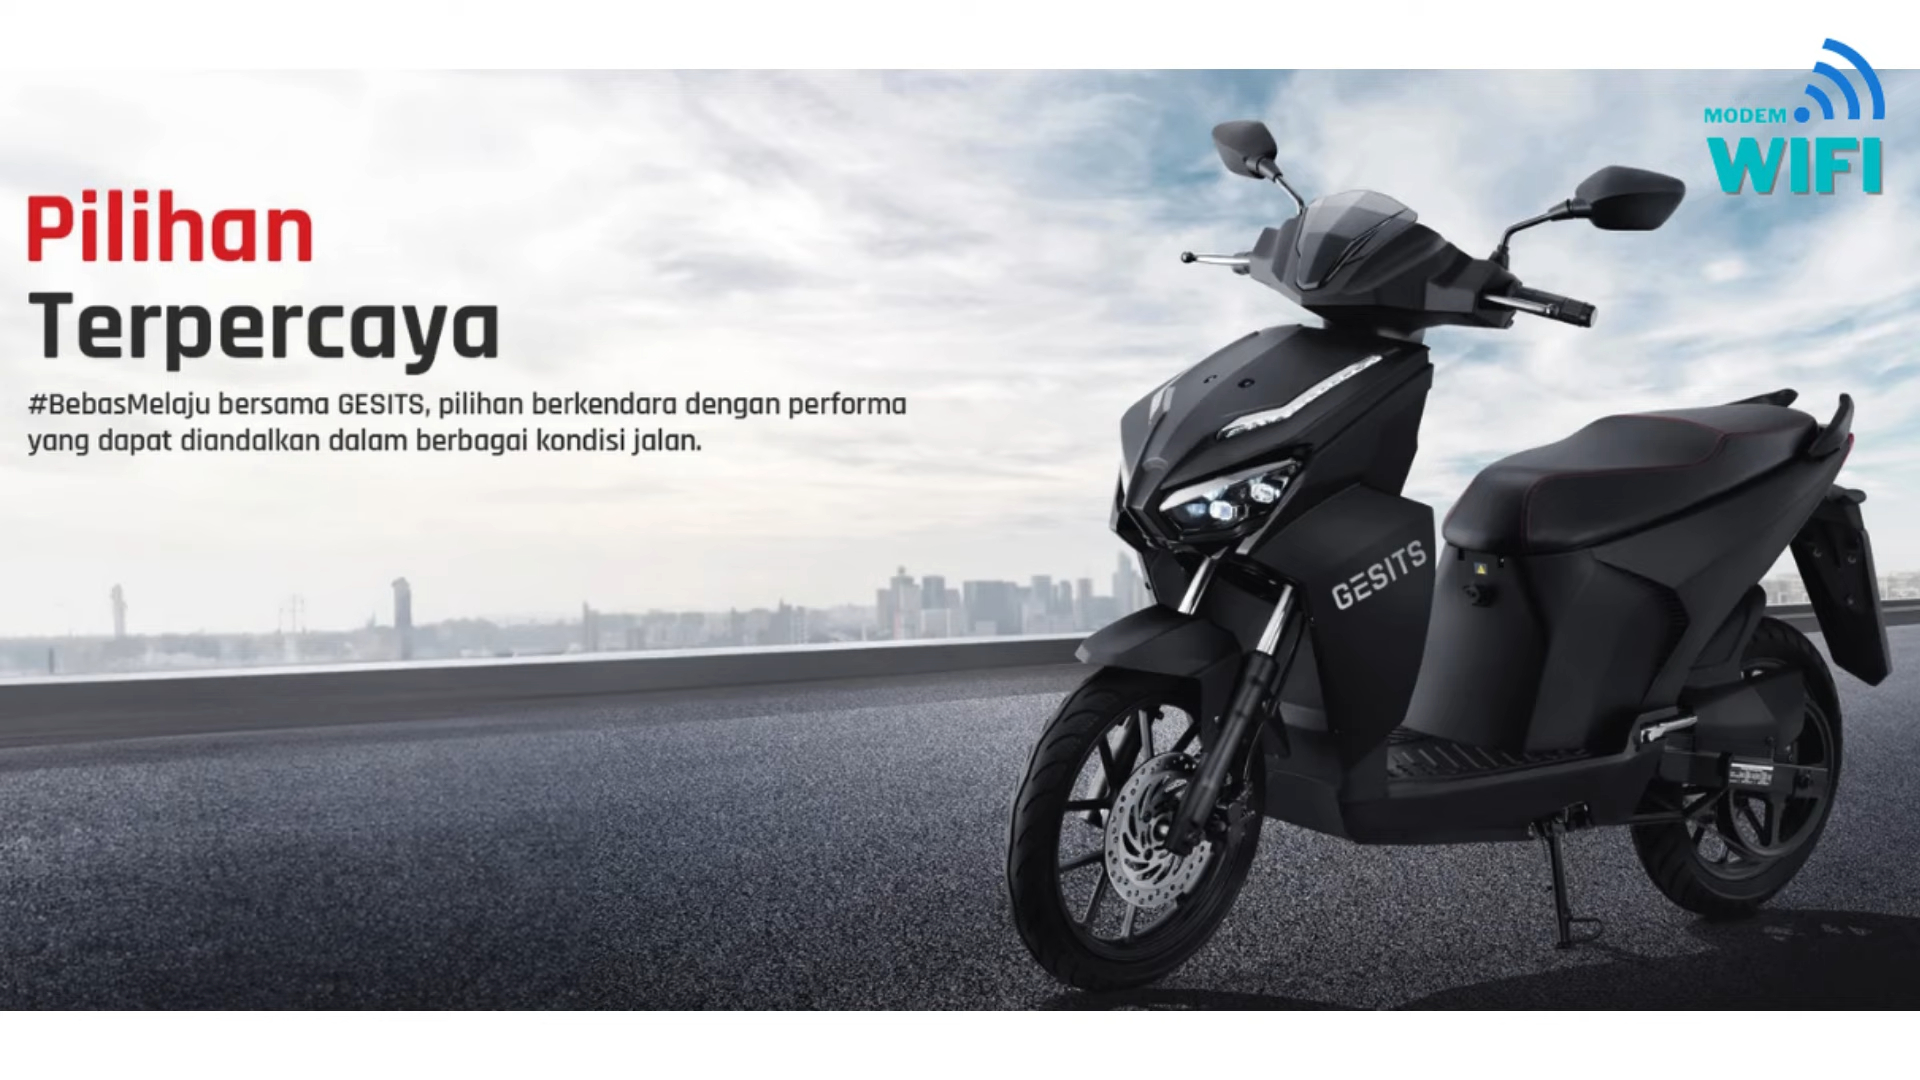 MODEM
WIFI
Pilihan
Terpercaya
#BebasMelaju bersama GESITS, pilihan berkendara dengan performa
yang dapat diandalkan dalam berbagai kondisi jalan.
GESITS